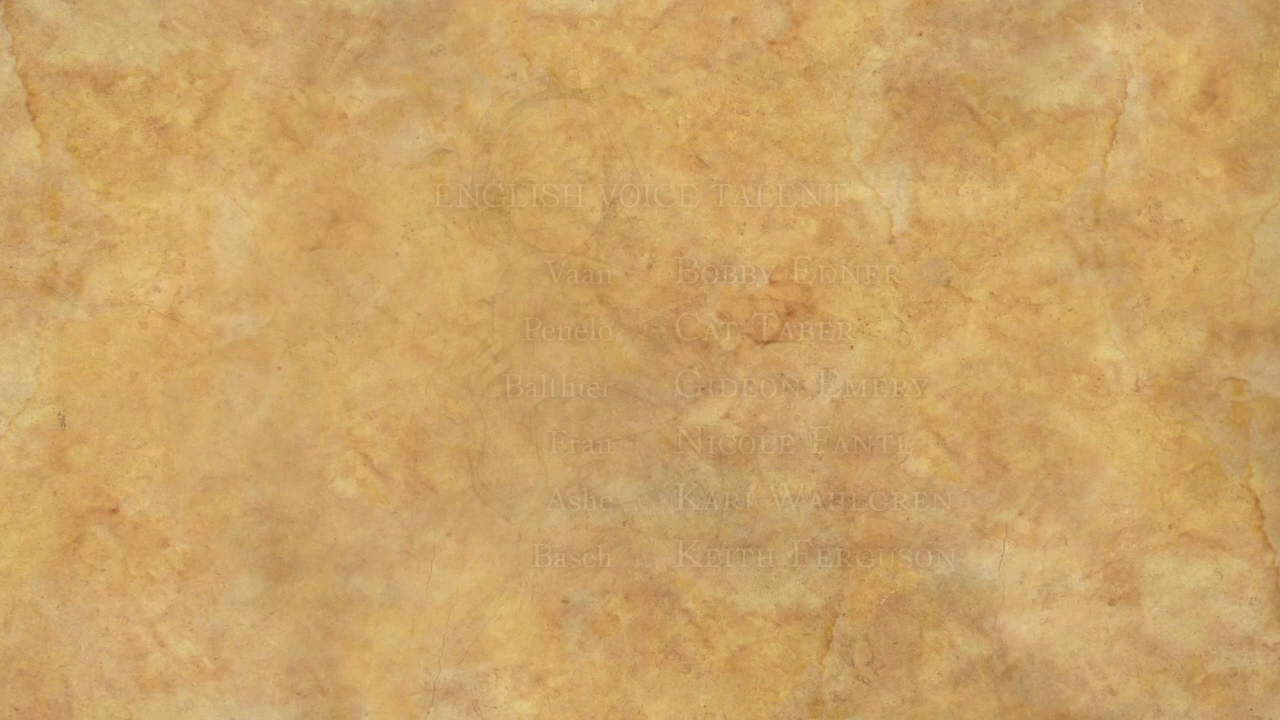 ENGLISH VOICE TALENT
Vaan BOBBY EDNER
Penelo CAT TABER
Balthier GIDEON EMERY
Fran NICOLE FANTL
Ashe KARI WAHLGREN
Basch KEITH FERGUSON